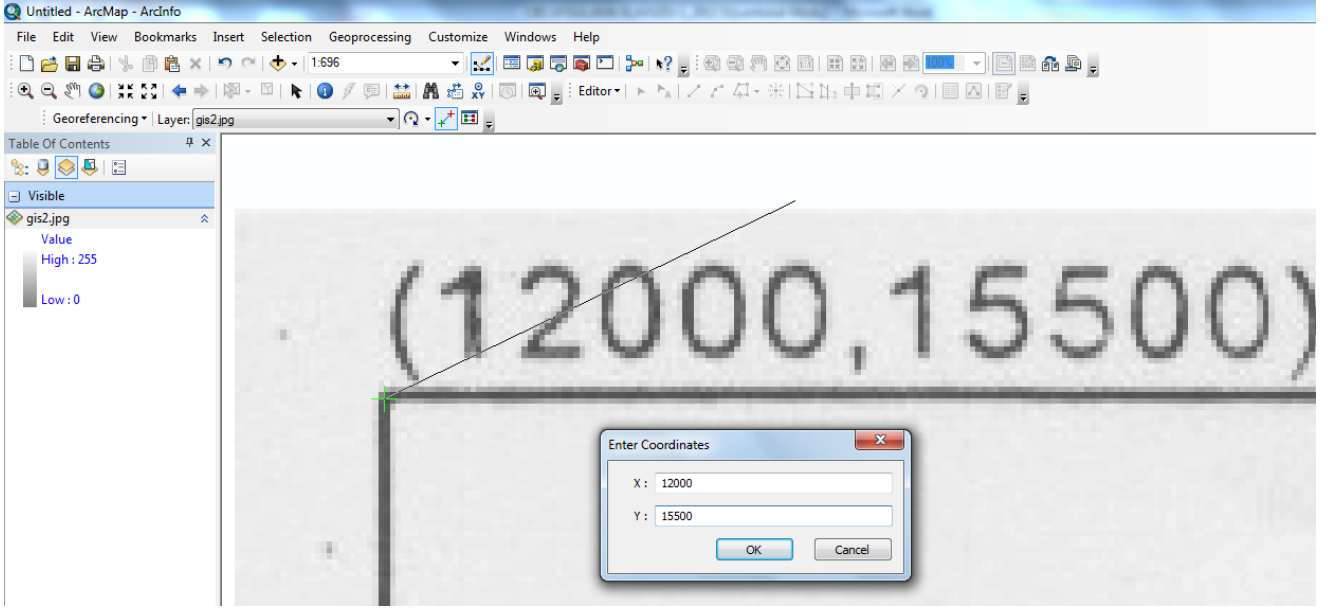 Untitled - ArcMap - ArcInfo
File Edit View Bookmarks Insert Selection Geoprocessing Customize Windows Help
1:696 100%
Editor
Georeferencing Layer: gis2.jpg
Table Of Contents
Visible
gis2.jpg
Value
High : 255
Low : 0
(12000,15500)
Enter Coordinates
X : 12000
Y : 15500
OK Cancel